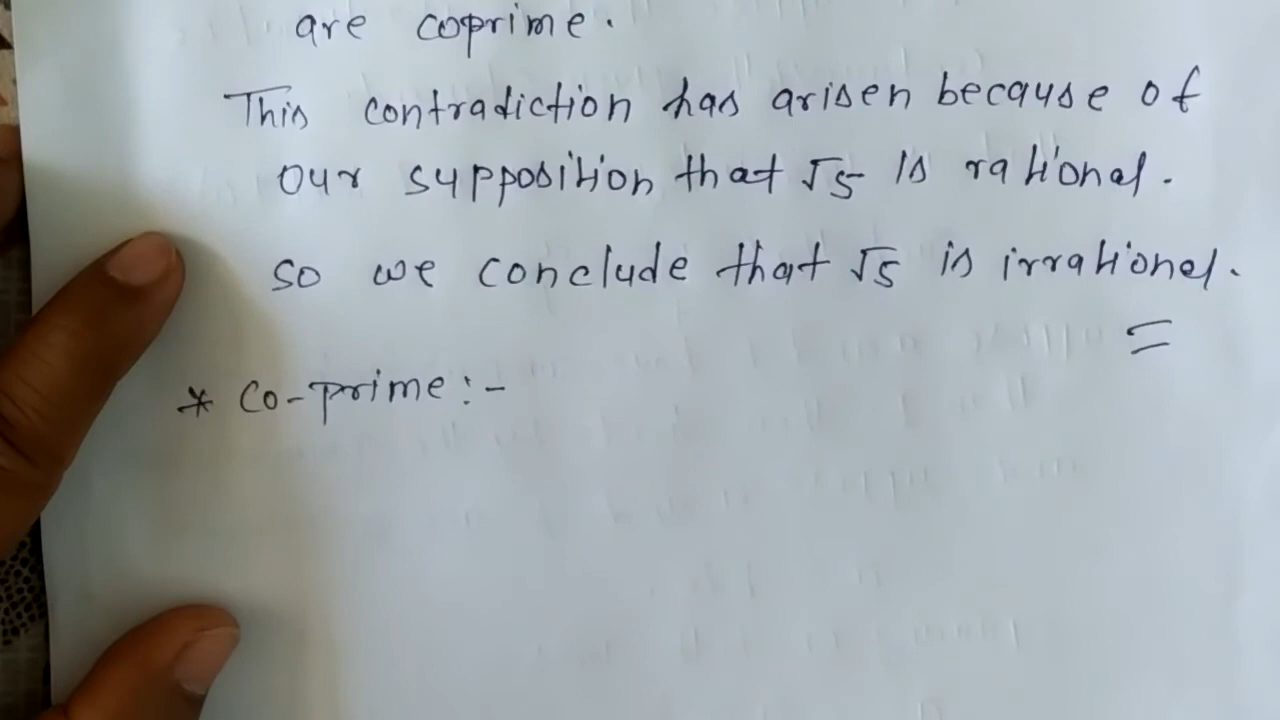 are coprime.
This contradiction has arisen because of
our supposition that √5 is rational.
so we conclude that √5 is irrational.
=
* Co-prime:-